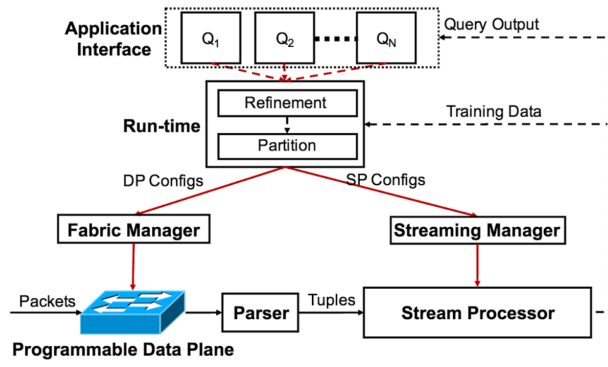 Application
Interface
Q1
Q2
QN
Query Output
Refinement
Run-time
Training Data
Partition
DP Configs
SP Configs
Fabric Manager
Streaming Manager
Packets
Parser
Tuples
Stream Processor
Programmable Data Plane